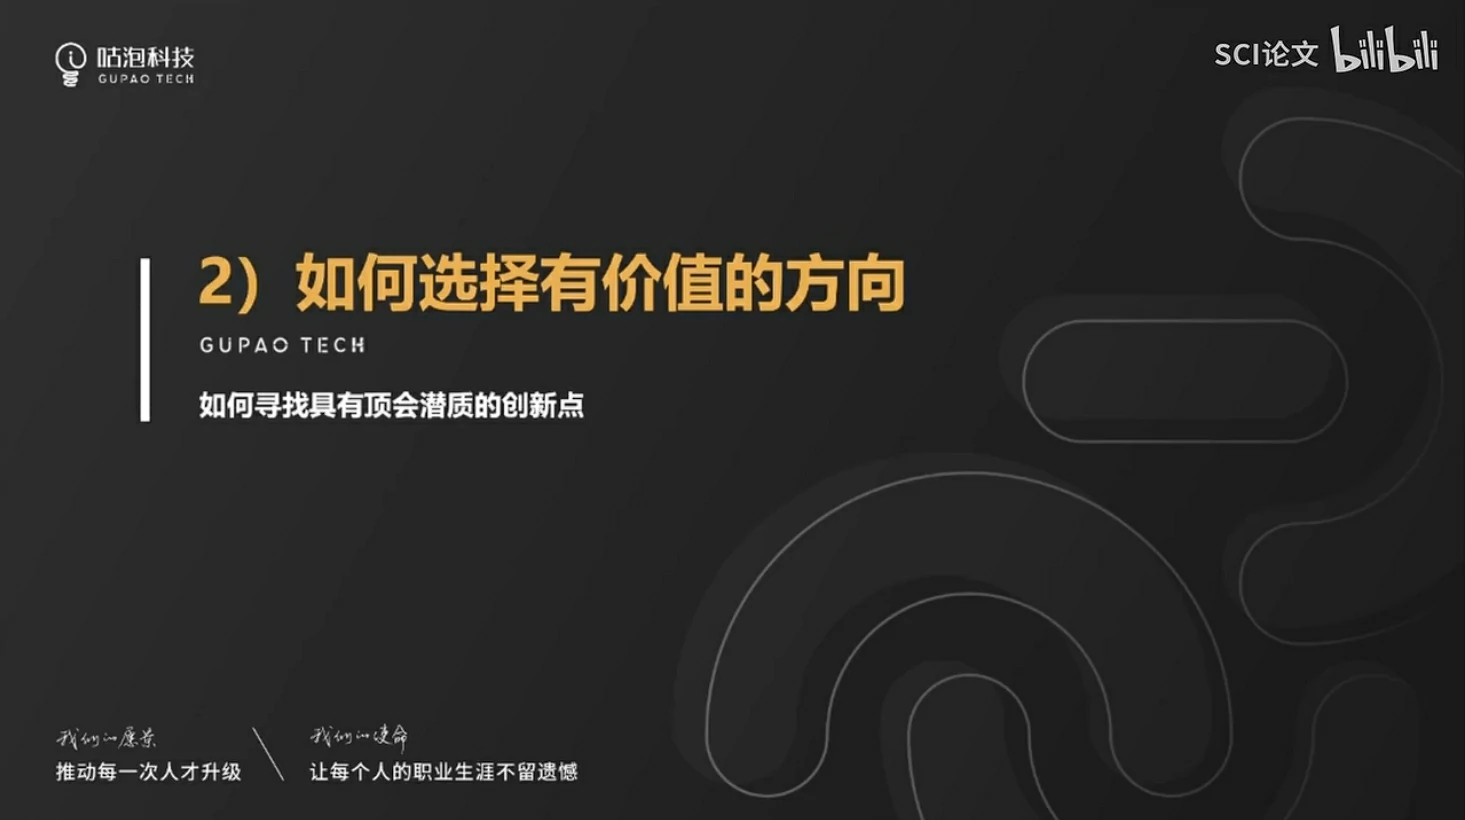 咕泡科技
GUPAO TECH
SCI论文 bilibili
2）如何选择有价值的方向
GUPAO TECH
如何寻找具有顶会潜质的创新点
我们的愿景
推动每一次人才升级
我们的使命
让每个人的职业生涯不留遗憾